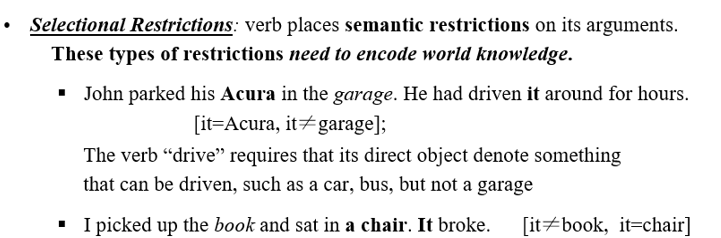 • Selectional Restrictions: verb places semantic restrictions on its arguments.
These types of restrictions need to encode world knowledge.
▪ John parked his Acura in the garage. He had driven it around for hours.
[it=Acura, it≠garage];
The verb “drive” requires that its direct object denote something
that can be driven, such as a car, bus, but not a garage
▪ I picked up the book and sat in a chair. It broke. [it≠book, it=chair]